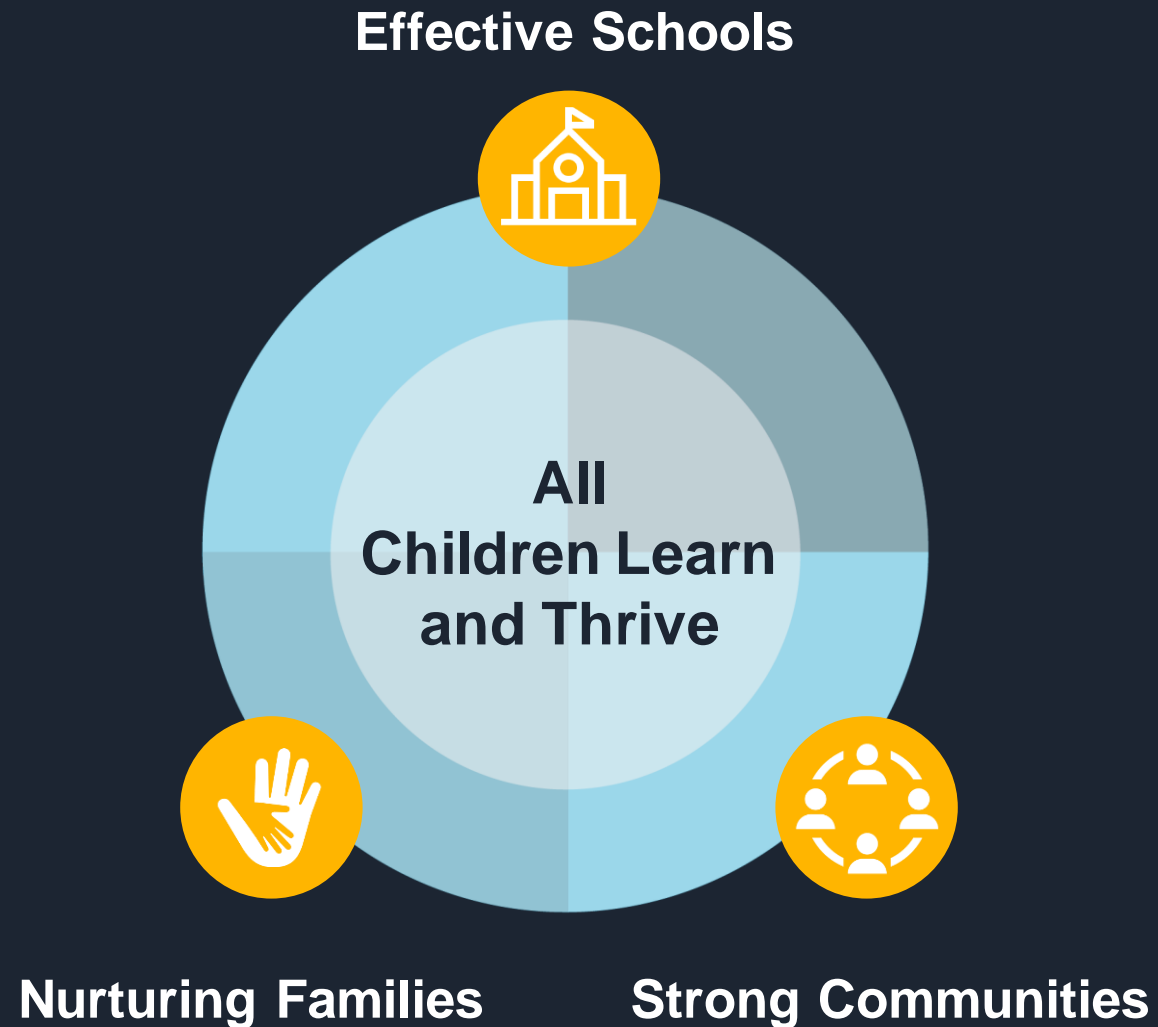 Effective Schools
All
Children Learn
and Thrive
Nurturing Families
Strong Communities